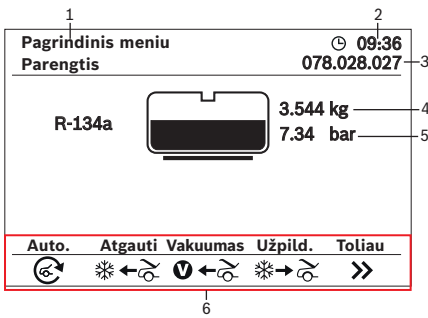 1 2
Pagrindinis meniu 09:36
Parengtis 078.028.027 3
R-134a
3.544 kg 4
7.34 bar 5
Auto. Atgauti Vakuumas Užpild. Toliau
V
6